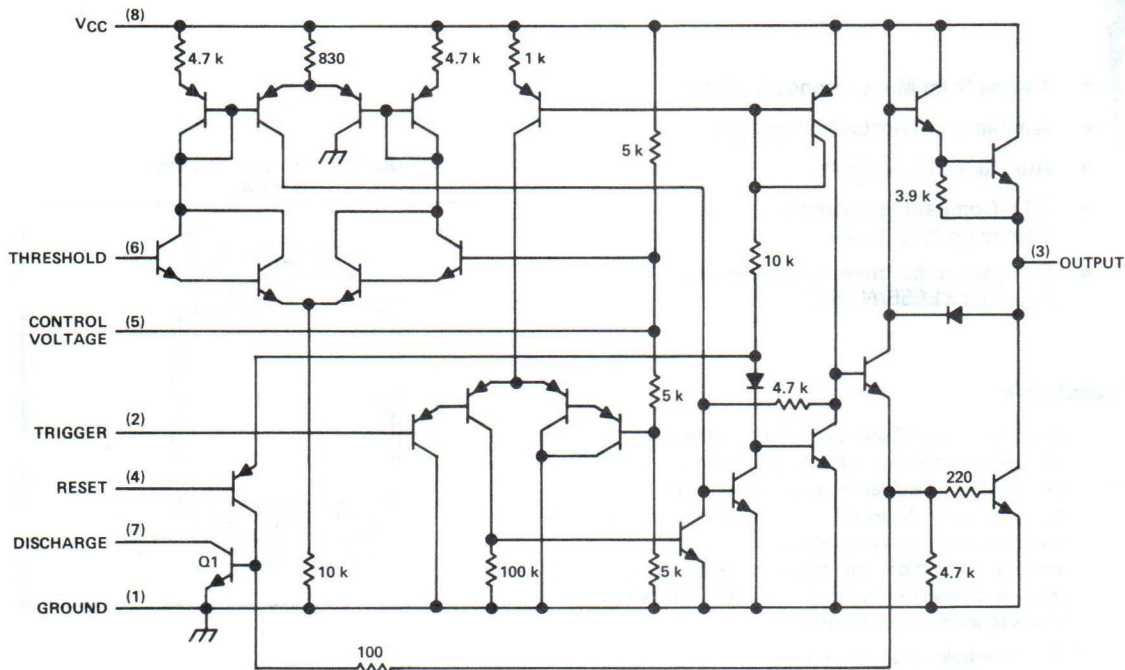 VCC (8)
4.7 k
830
4.7 k
1 k
5 k
3.9 k
THRESHOLD (6)
10 k
(3) OUTPUT
CONTROL
VOLTAGE (5)
5 k
4.7 k
TRIGGER (2)
RESET (4)
220
DISCHARGE (7)
Q1
10 k
100 k
5 k
4.7 k
GROUND (1)
100